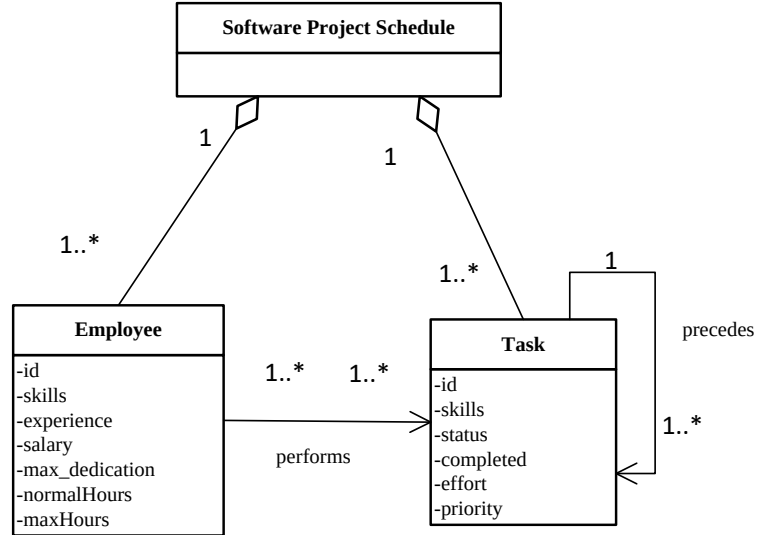 Software Project Schedule
1
1
1..*
1..*
1
precedes
1..*
Employee
-id
-skills
-experience
-salary
-max_dedication
-normalHours
-maxHours
1..*
1..*
performs
Task
-id
-skills
-status
-completed
-effort
-priority